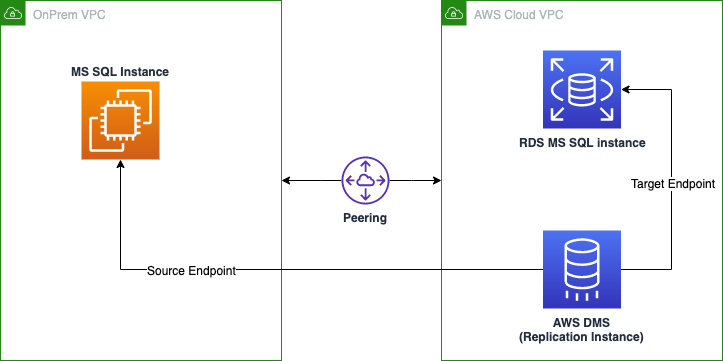 OnPrem VPC
AWS Cloud VPC
MS SQL Instance
RDS MS SQL instance
Target Endpoint
Peering
Source Endpoint
AWS DMS
(Replication Instance)